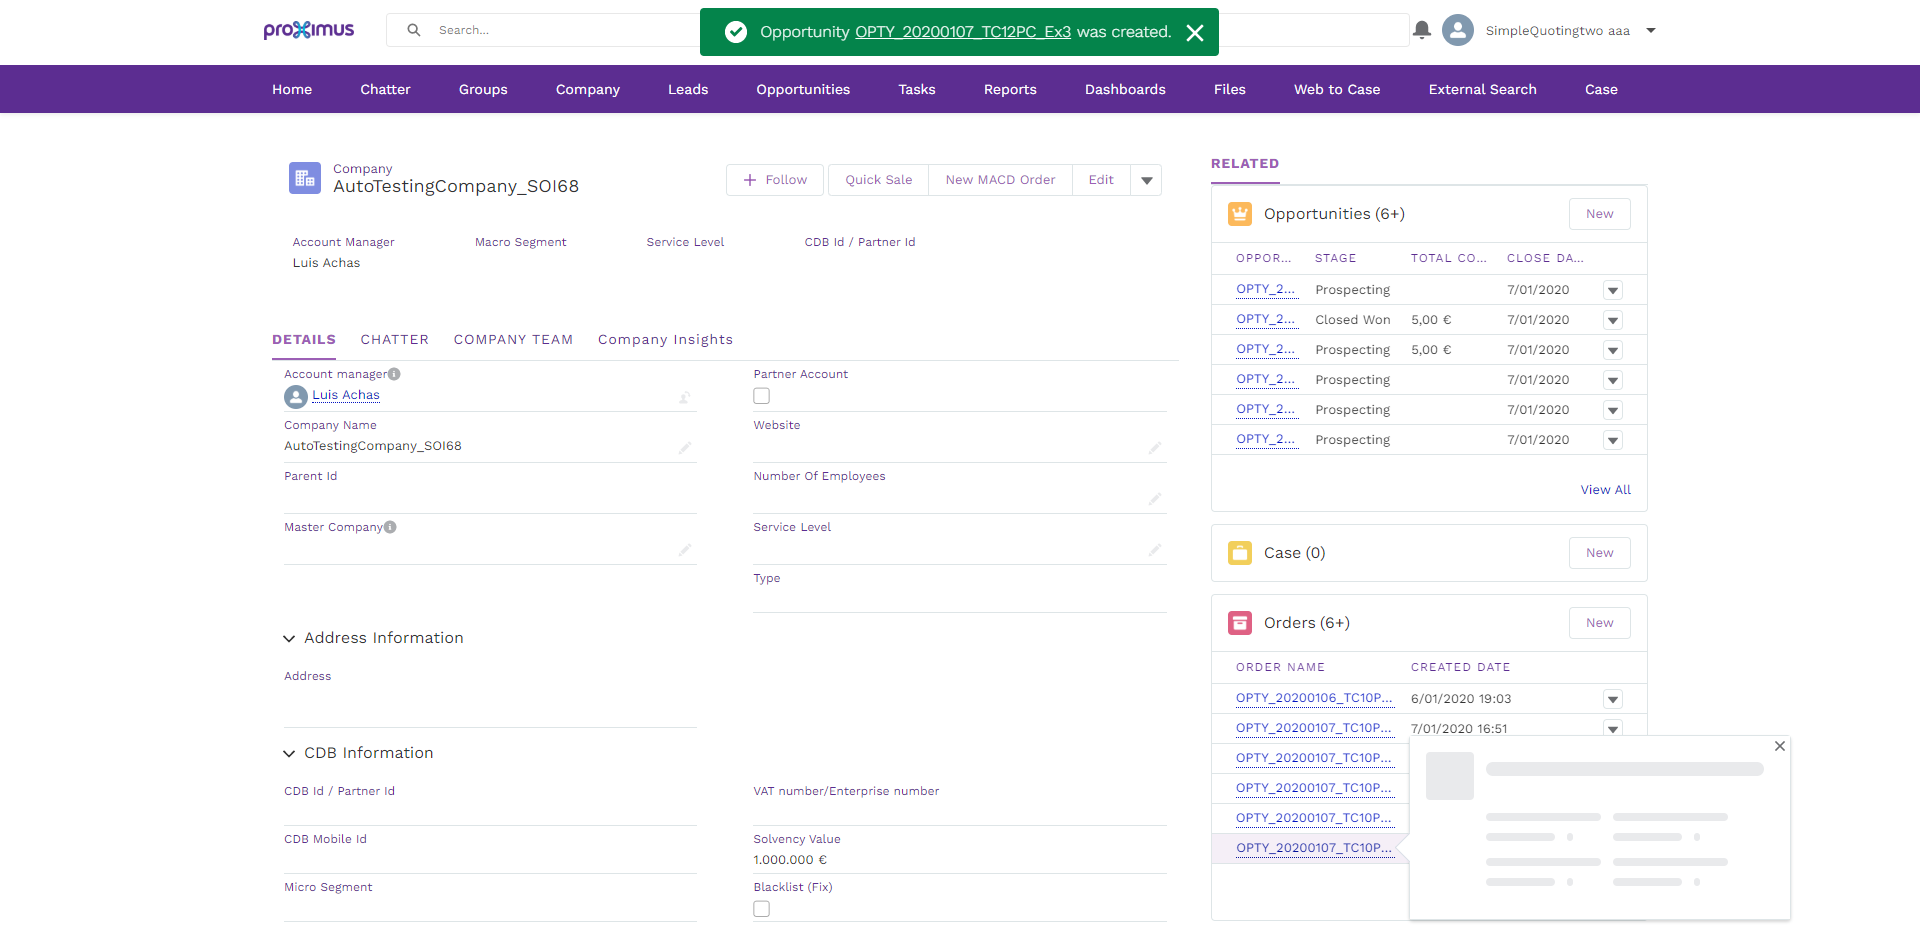 proximus
Search...
Opportunity OPTY_20200107_TC12PC_Ex3 was created.
SimpleQuotingtwo aaa
Home Chatter Groups Company Leads Opportunities Tasks Reports Dashboards Files Web to Case External Search Case
Company
AutoTestingCompany_SOI68
Follow Quick Sale New MACD Order Edit
Account Manager Macro Segment Service Level CDB Id / Partner Id
Luis Achas
DETAILS CHATTER COMPANY TEAM Company Insights
Account manager
Luis Achas
Partner Account
Company Name
AutoTestingCompany_SOI68
Website
Parent Id
Number Of Employees
Master Company
Service Level
Type
Address Information
Address
CDB Information
CDB Id / Partner Id
VAT number/Enterprise number
CDB Mobile Id
Solvency Value
1.000.000 €
Micro Segment
Blacklist (Fix)
RELATED
Opportunities (6+)
New
OPPOR... STAGE TOTAL CO... CLOSE DA...
OPTY_2... Prospecting 7/01/2020
OPTY_2... Closed Won 5,00 € 7/01/2020
OPTY_2... Prospecting 5,00 € 7/01/2020
OPTY_2... Prospecting 7/01/2020
OPTY_2... Prospecting 7/01/2020
OPTY_2... Prospecting 7/01/2020
View All
Case (0)
New
Orders (6+)
New
ORDER NAME CREATED DATE
OPTY_20200106_TC10P... 6/01/2020 19:03
OPTY_20200107_TC10P... 7/01/2020 16:51
OPTY_20200107_TC10P...
OPTY_20200107_TC10P...
OPTY_20200107_TC10P...
OPTY_20200107_TC10P...